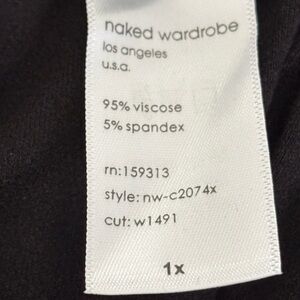 naked wardrobe
los angeles
u.s.a.
95% viscose
5% spandex
rn:159313
style: nw-c2074x
cut: w1491
1x